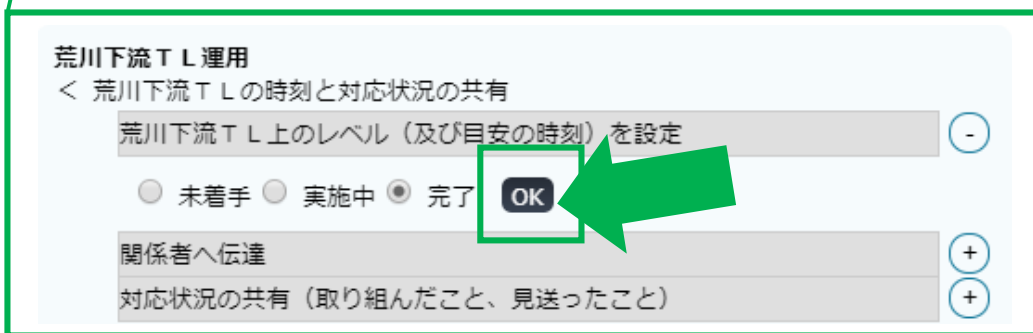 荒川下流ＴＬ運用
＜ 荒川下流ＴＬの時刻と対応状況の共有
荒川下流ＴＬ上のレベル（及び目安の時刻）を設定 -
未着手 実施中 完了 OK
関係者へ伝達 +
対応状況の共有（取り組んだこと、見送ったこと） +